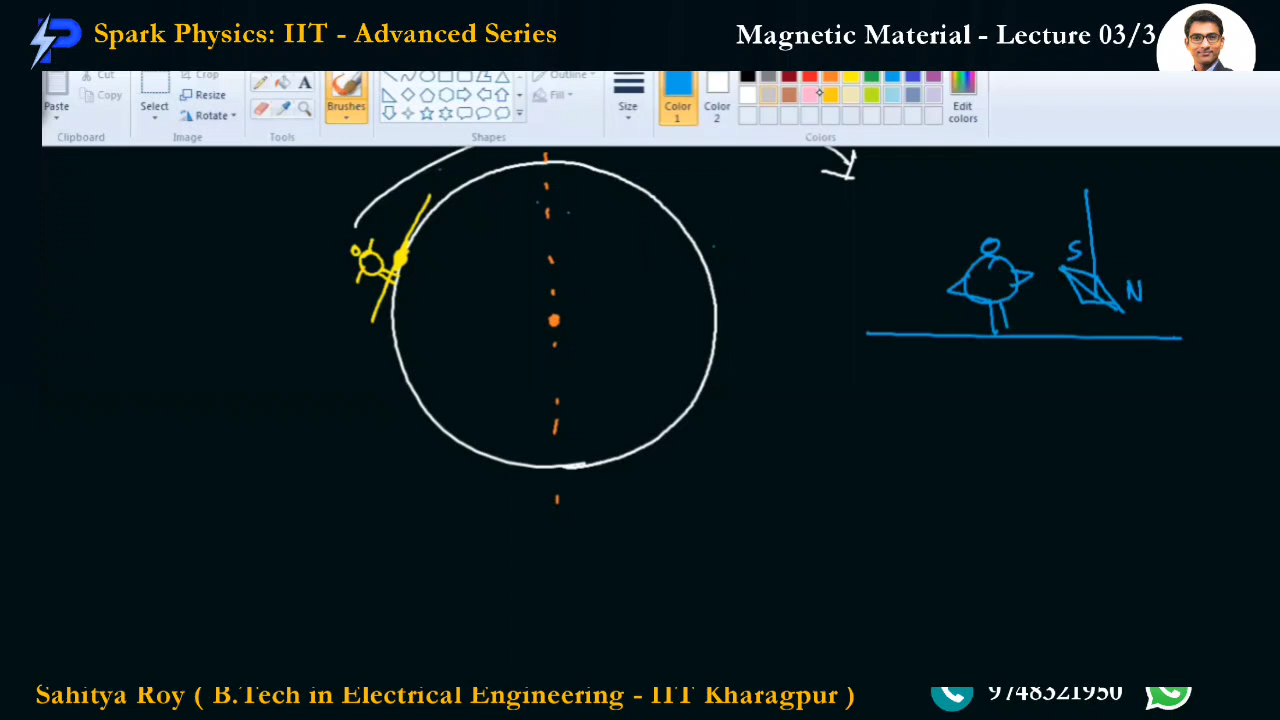 Spark Physics: IIT - Advanced Series
Magnetic Material - Lecture 03/3
Paste
Cut
Copy
Clipboard
Select
Crop
Resize
Rotate
Image
A
Tools
Brushes
Shapes
Outline
Fill
Size
Color 1
Color 2
Edit colors
Colors
S
N
Sahitya Roy ( B.Tech in Electrical Engineering - IIT Kharagpur )
9748321950